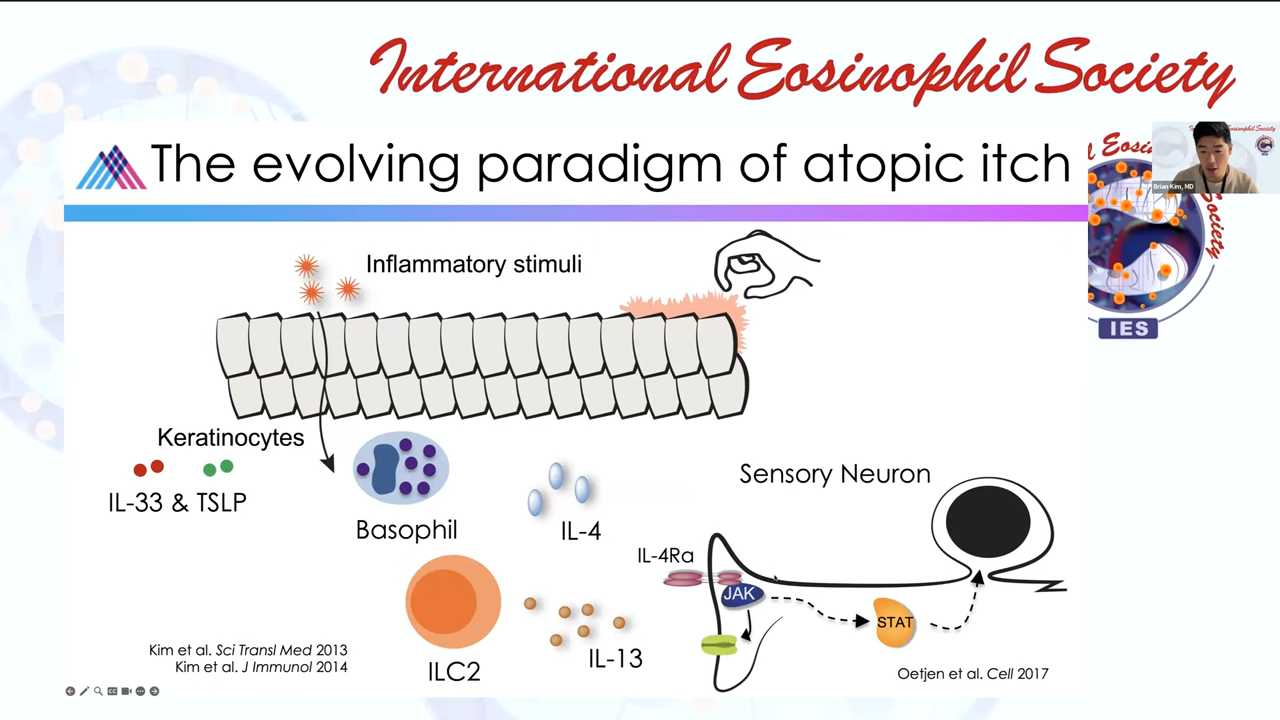 International Eosinophil Society
The evolving paradigm of atopic itch
Brian Kim, MD
Inflammatory stimuli
IES
Keratinocytes
IL-33 & TSLP
Basophil
IL-4
Sensory Neuron
IL-4Ra
JAK
STAT
ILC2
IL-13
Kim et al. Sci Transl Med 2013
Kim et al. J Immunol 2014
Oetjen et al. Cell 2017